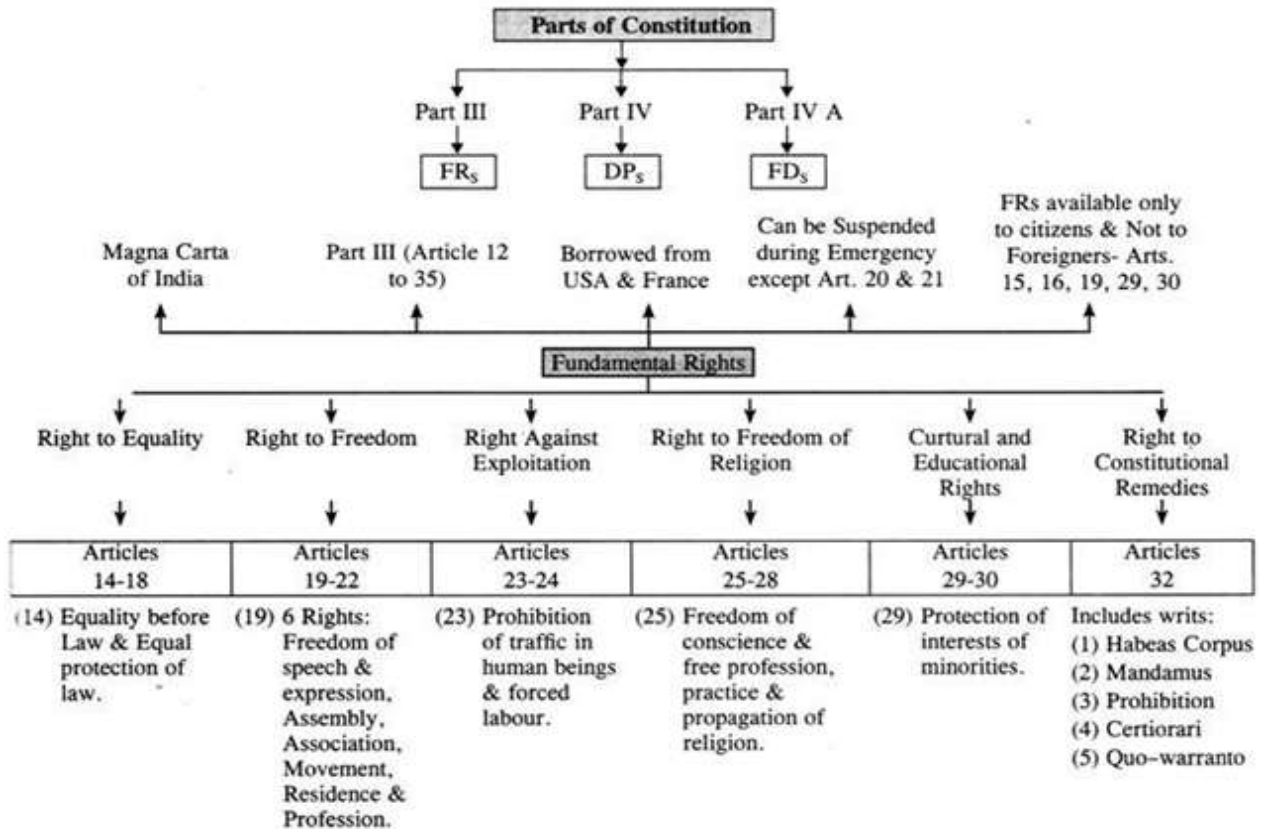 Parts of Constitution
Part III
Part IV
Part IV A
FRs
DPs
FDs
Magna Carta
of India
Part III (Article 12
to 35)
Borrowed from
USA & France
Can be Suspended
during Emergency
except Art. 20 & 21
FRs available only
to citizens & Not to
Foreigners- Arts.
15, 16, 19, 29, 30
Fundamental Rights
Right to Equality
Right to Freedom
Right Against
Exploitation
Right to Freedom of
Religion
Curtural and
Educational
Rights
Right to
Constitutional
Remedies
Articles
14-18
Articles
19-22
Articles
23-24
Articles
25-28
Articles
29-30
Articles
32
(14) Equality before
Law & Equal
protection of
law.
(19) 6 Rights:
Freedom of
speech &
expression,
Assembly,
Association,
Movement,
Residence &
Profession.
(23) Prohibition
of traffic in
human beings
& forced
labour.
(25) Freedom of
conscience &
free profession,
practice &
propagation of
religion.
(29) Protection of
interests of
minorities.
Includes writs:
(1) Habeas Corpus
(2) Mandamus
(3) Prohibition
(4) Certiorari
(5) Quo-warranto